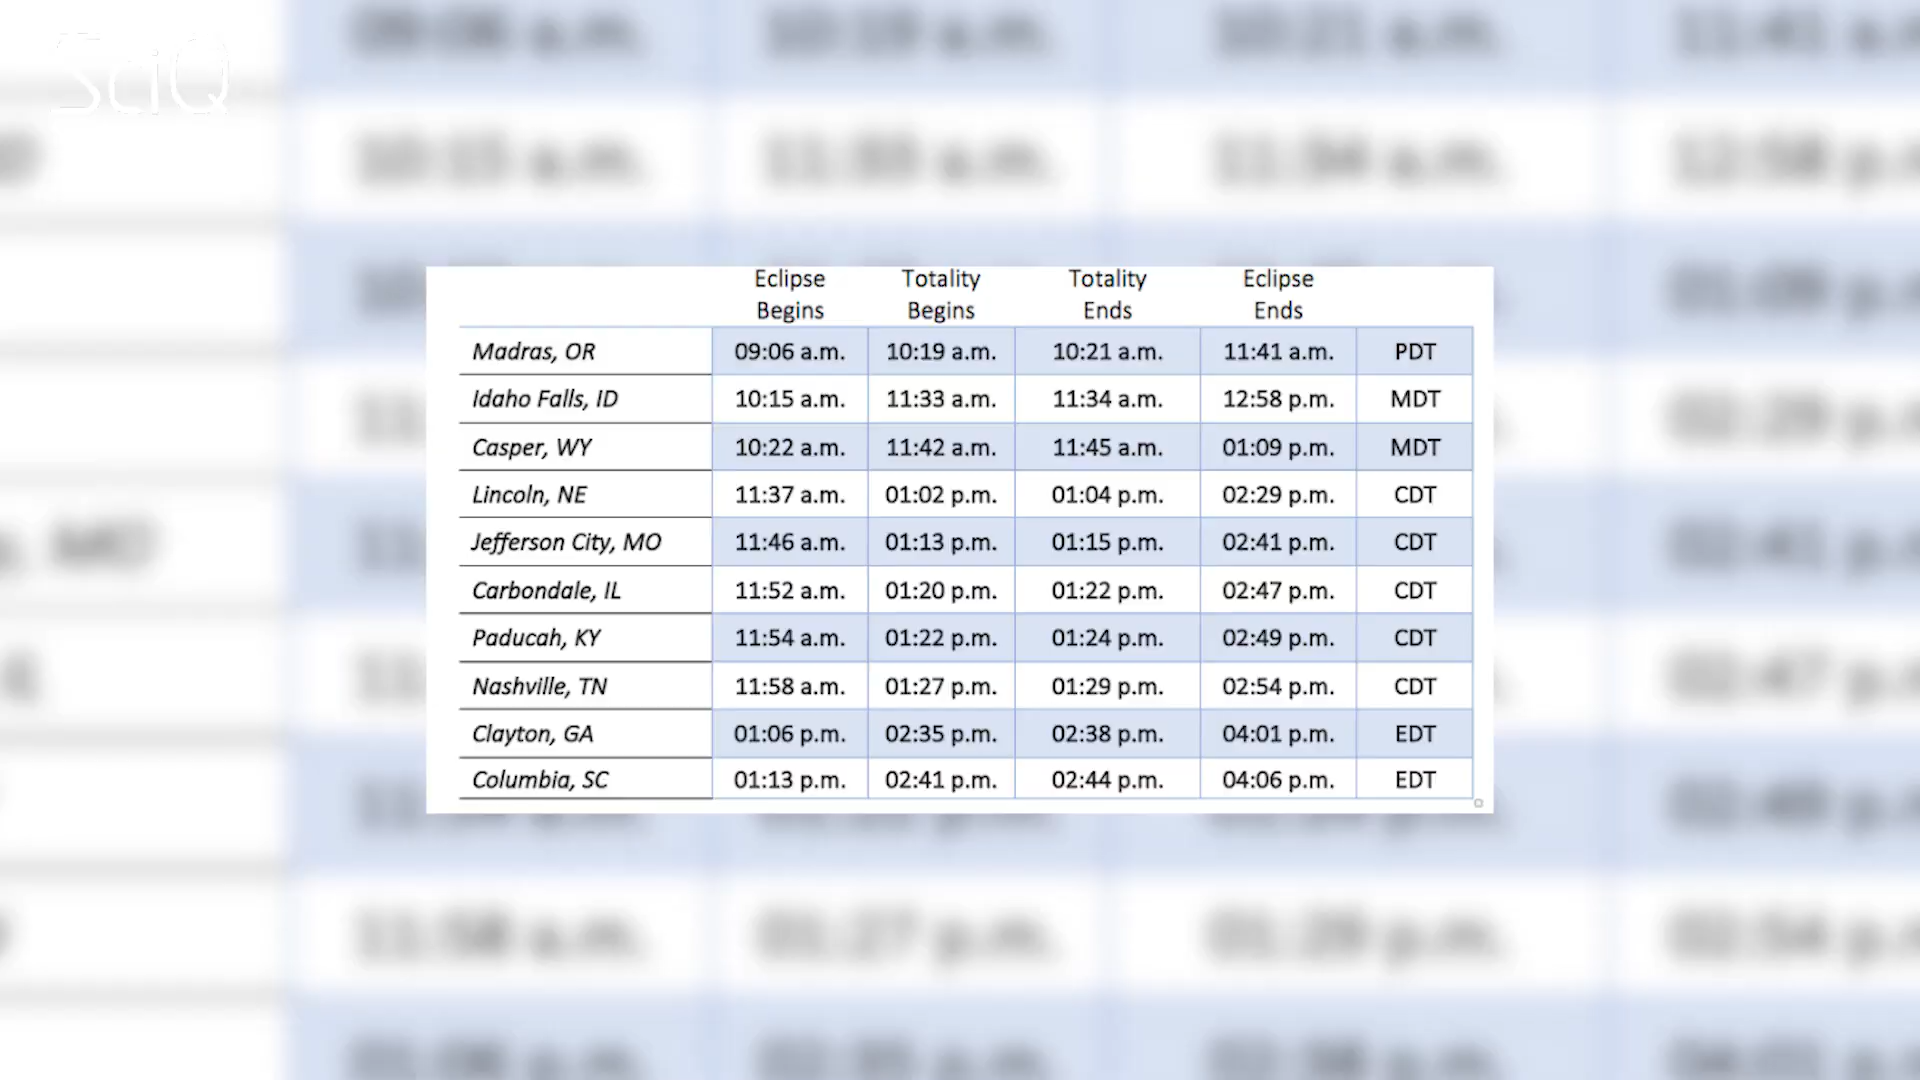 SciQ
Eclipse Begins Totality Begins Totality Ends Eclipse Ends
Madras, OR 09:06 a.m. 10:19 a.m. 10:21 a.m. 11:41 a.m. PDT
Idaho Falls, ID 10:15 a.m. 11:33 a.m. 11:34 a.m. 12:58 p.m. MDT
Casper, WY 10:22 a.m. 11:42 a.m. 11:45 a.m. 01:09 p.m. MDT
Lincoln, NE 11:37 a.m. 01:02 p.m. 01:04 p.m. 02:29 p.m. CDT
Jefferson City, MO 11:46 a.m. 01:13 p.m. 01:15 p.m. 02:41 p.m. CDT
Carbondale, IL 11:52 a.m. 01:20 p.m. 01:22 p.m. 02:47 p.m. CDT
Paducah, KY 11:54 a.m. 01:22 p.m. 01:24 p.m. 02:49 p.m. CDT
Nashville, TN 11:58 a.m. 01:27 p.m. 01:29 p.m. 02:54 p.m. CDT
Clayton, GA 01:06 p.m. 02:35 p.m. 02:38 p.m. 04:01 p.m. EDT
Columbia, SC 01:13 p.m. 02:41 p.m. 02:44 p.m. 04:06 p.m. EDT